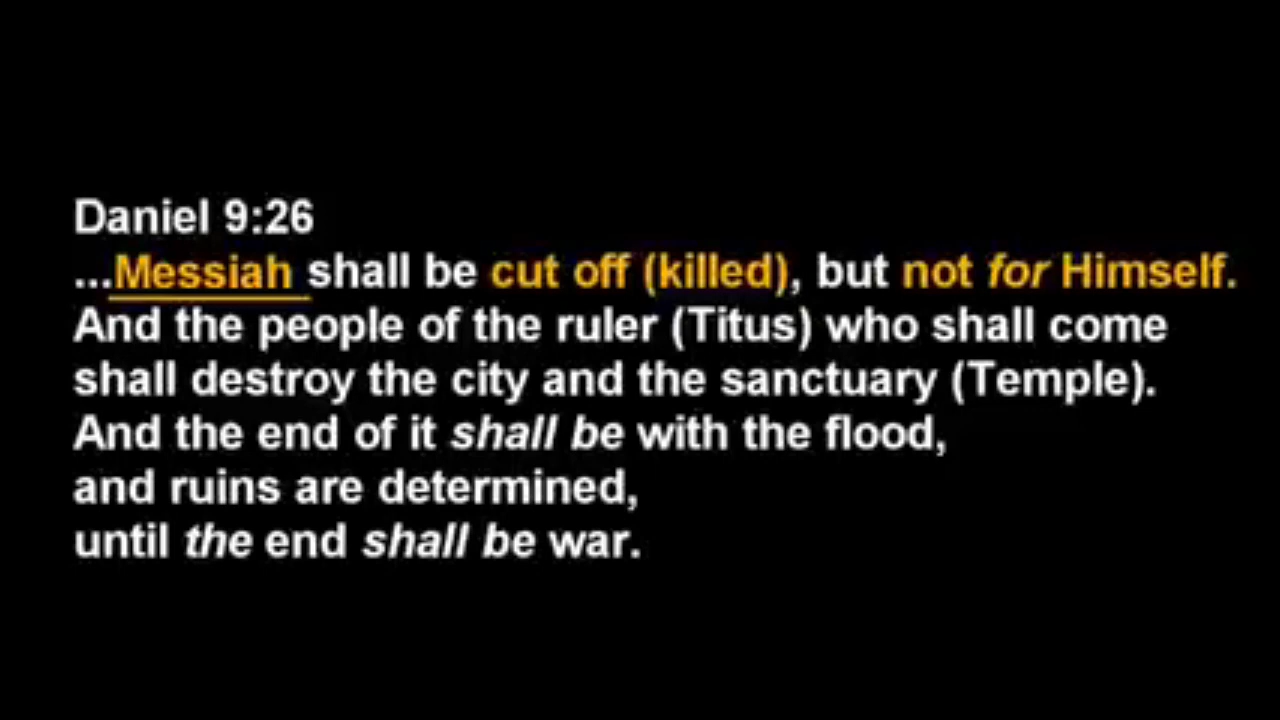 Daniel 9:26
...Messiah shall be cut off (killed), but not for Himself.
And the people of the ruler (Titus) who shall come
shall destroy the city and the sanctuary (Temple).
And the end of it shall be with the flood,
and ruins are determined,
until the end shall be war.